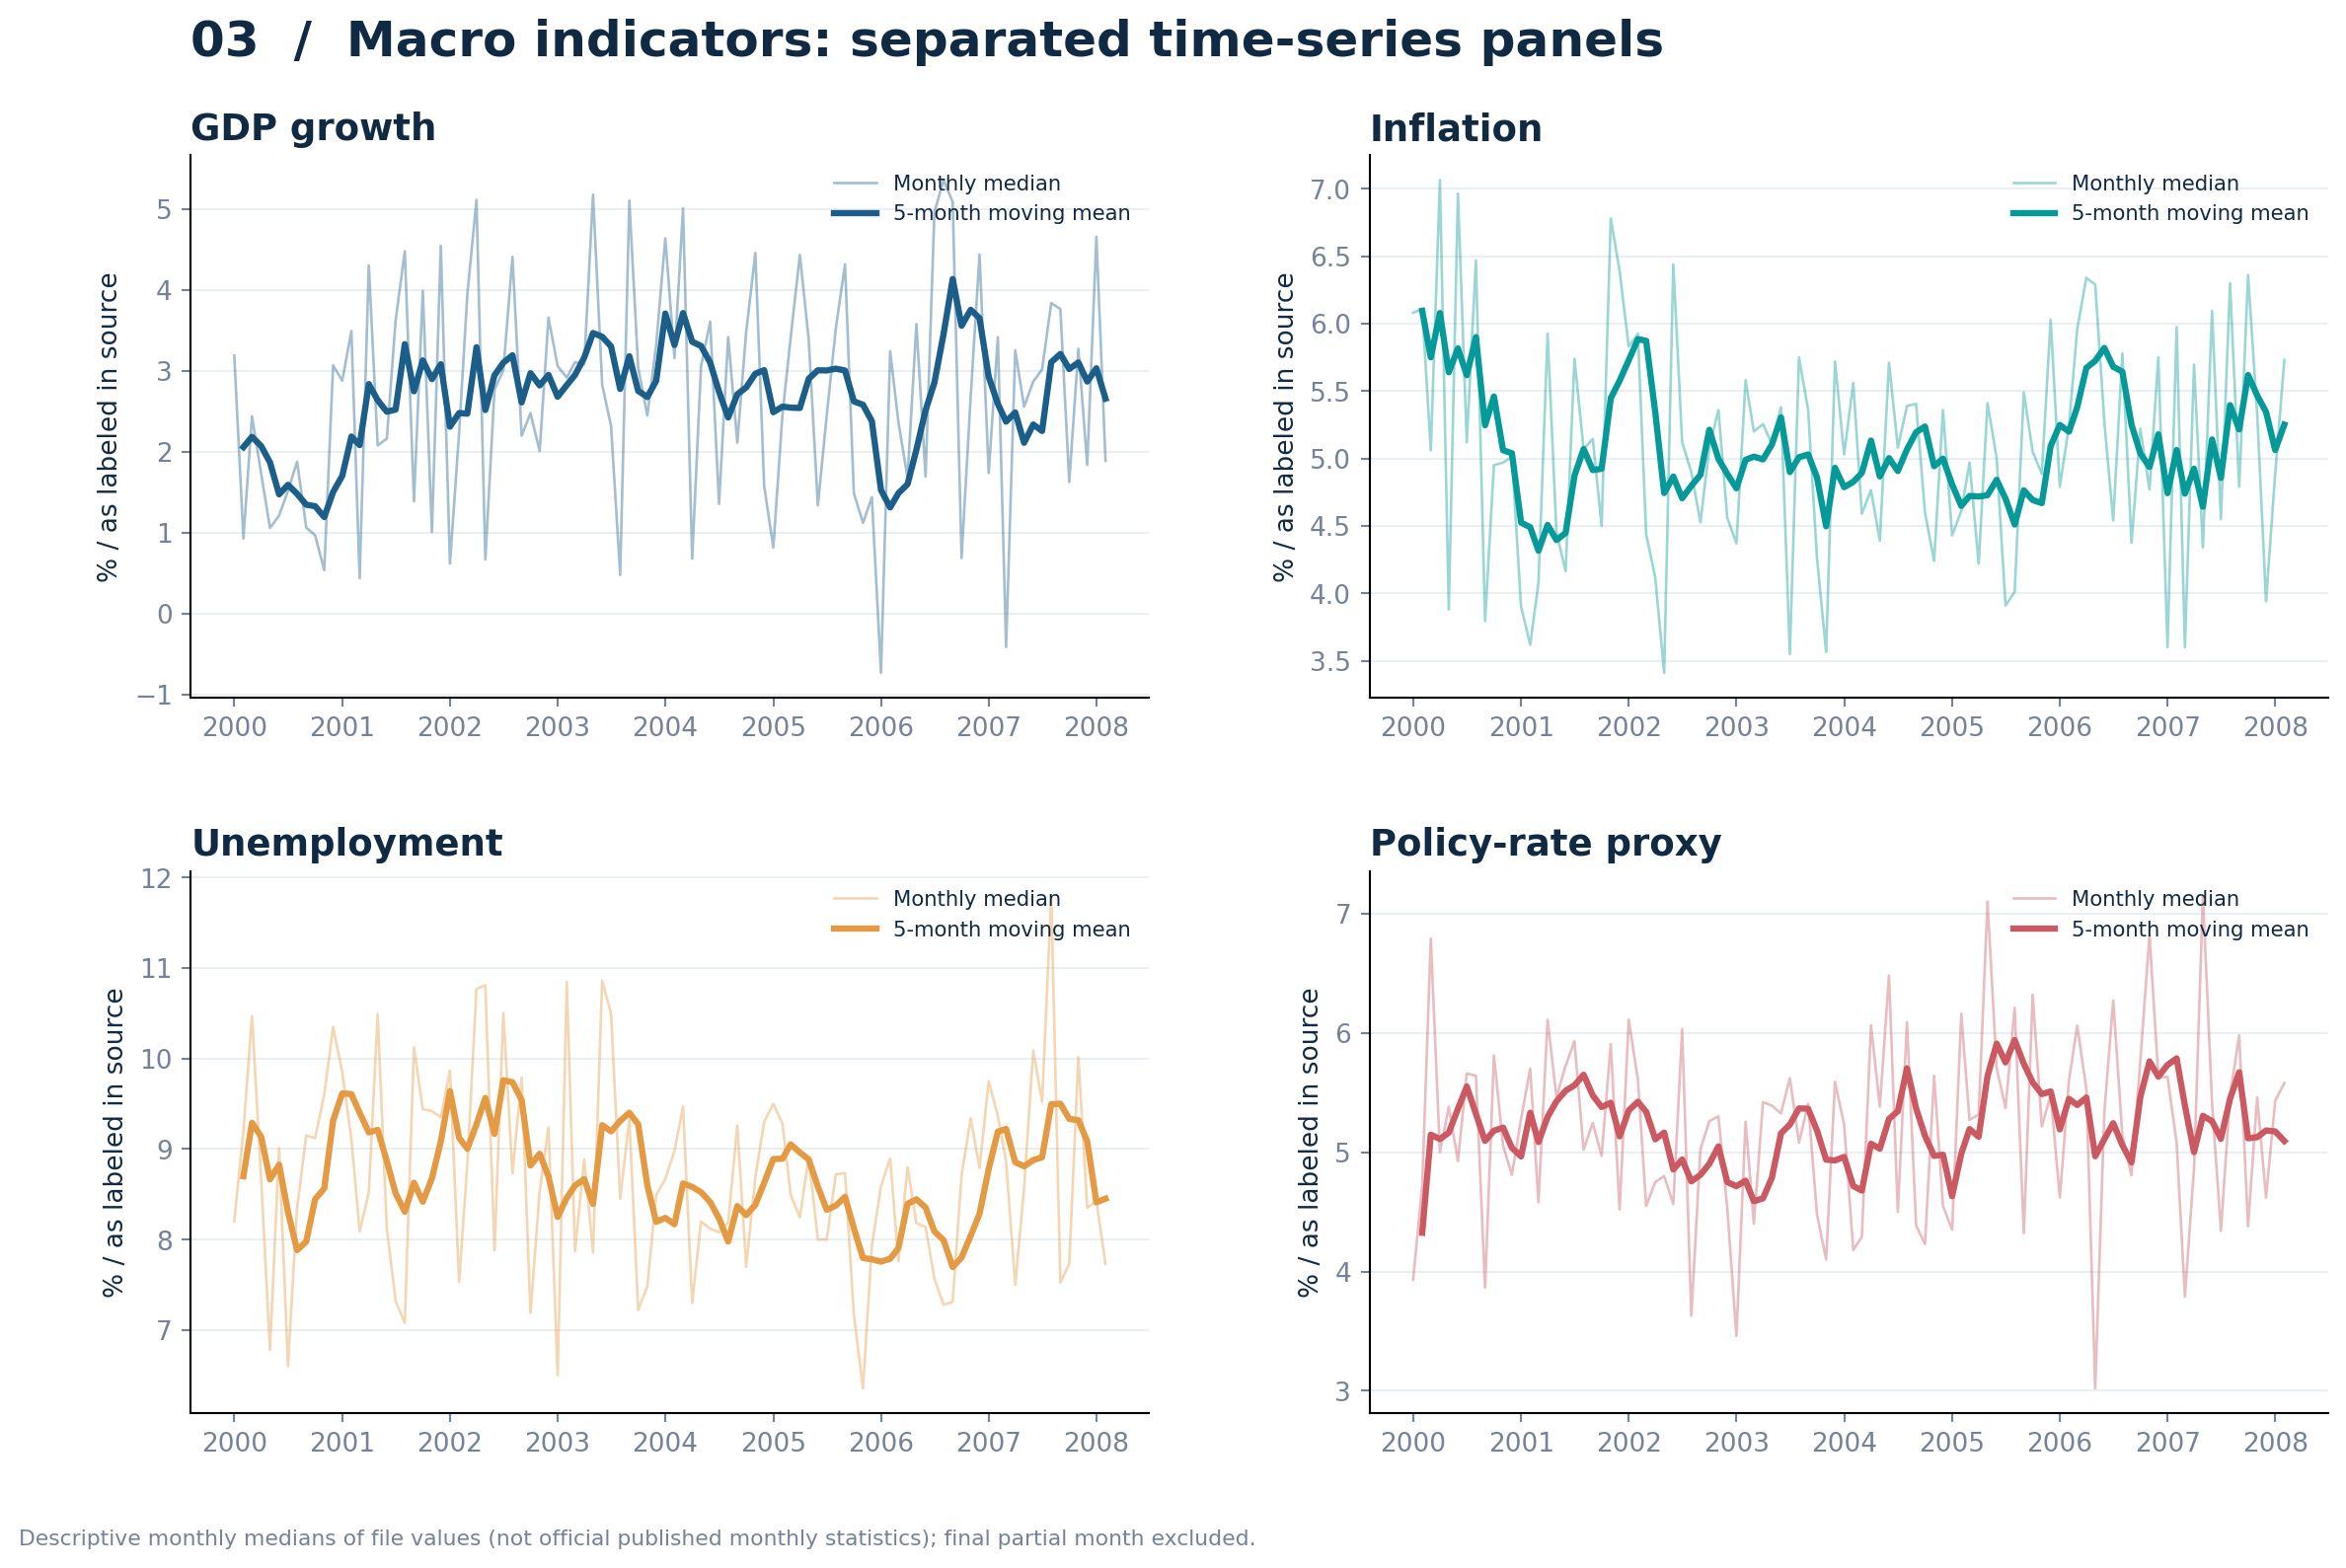 03 / Macro indicators: separated time-series panels
GDP growth
% / as labeled in source
5
4
3
2
1
0
−1
Monthly median
5-month moving mean
2000 2001 2002 2003 2004 2005 2006 2007 2008
Inflation
% / as labeled in source
7.0
6.5
6.0
5.5
5.0
4.5
4.0
3.5
Monthly median
5-month moving mean
2000 2001 2002 2003 2004 2005 2006 2007 2008
Unemployment
% / as labeled in source
12
11
10
9
8
7
Monthly median
5-month moving mean
2000 2001 2002 2003 2004 2005 2006 2007 2008
Policy-rate proxy
% / as labeled in source
7
6
5
4
3
Monthly median
5-month moving mean
2000 2001 2002 2003 2004 2005 2006 2007 2008
Descriptive monthly medians of file values (not official published monthly statistics); final partial month excluded.